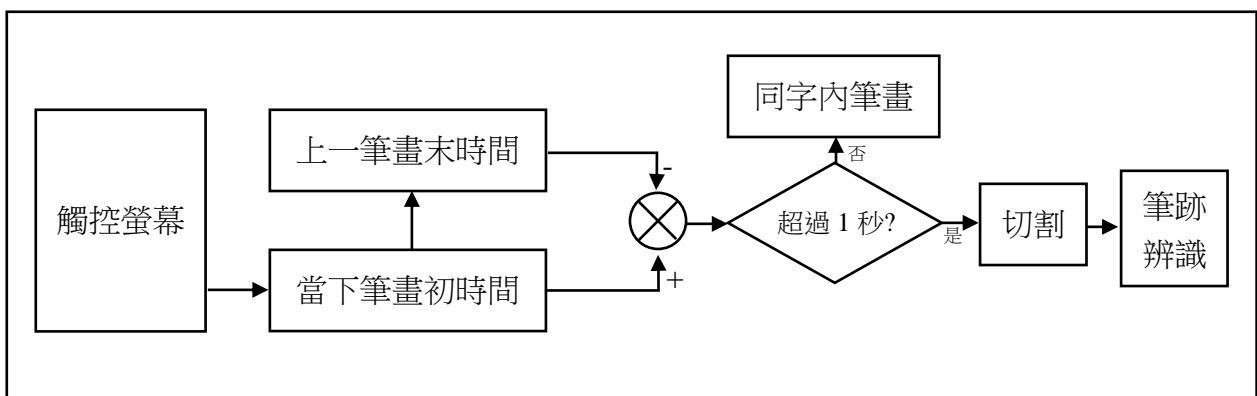 觸控螢幕
上一筆畫末時間
當下筆畫初時間
-
+
同字內筆畫
否
超過 1 秒?
是
切割
筆跡
辨識